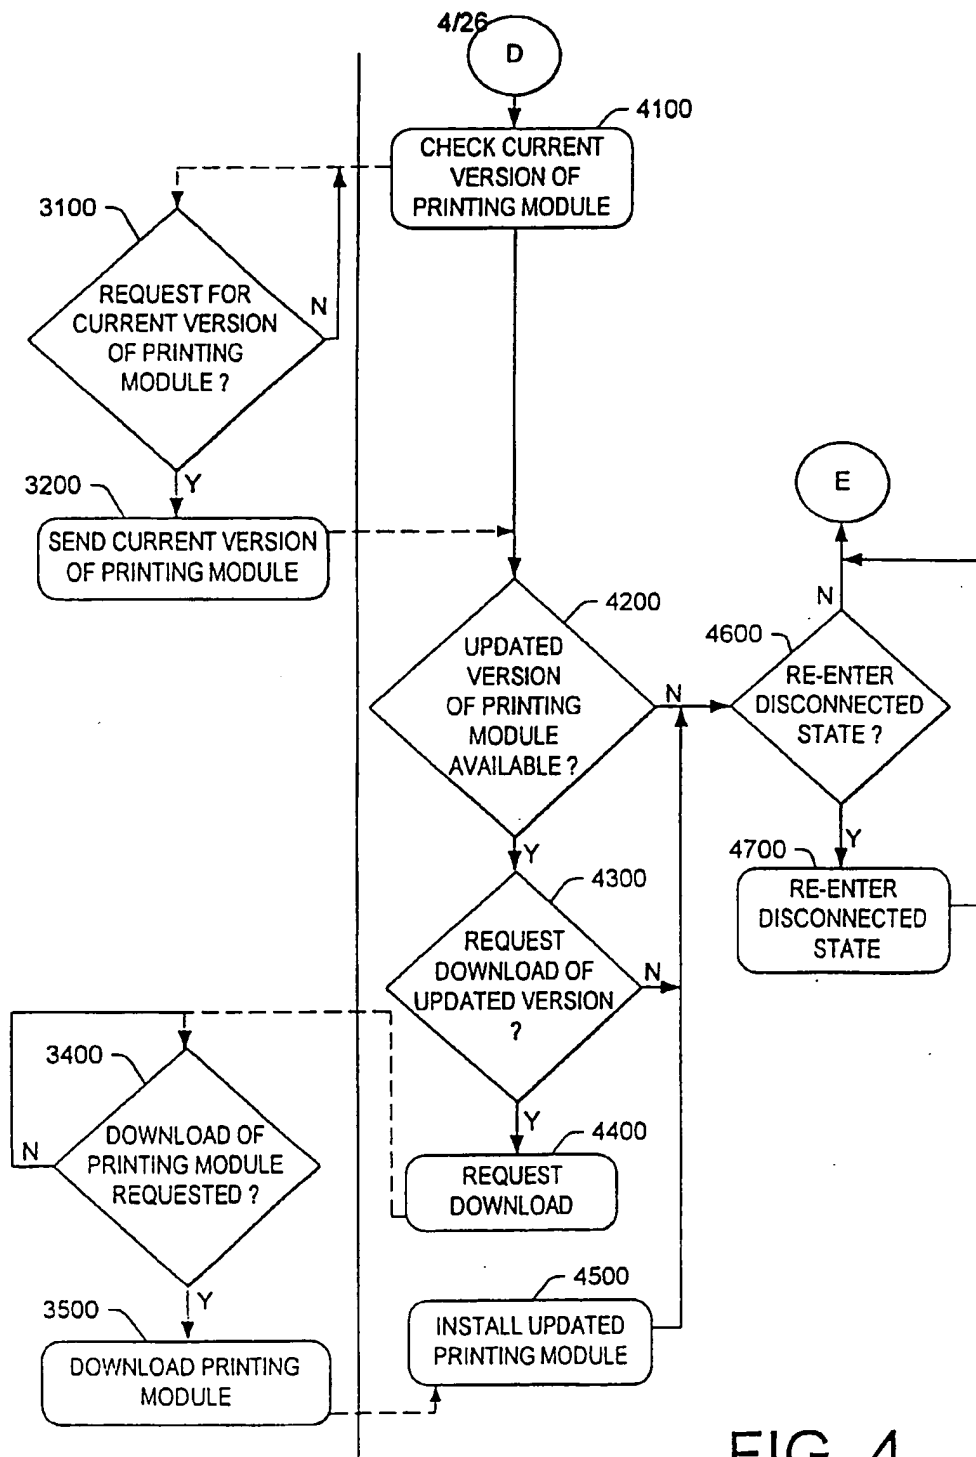 4/26
D
4100
CHECK CURRENT
VERSION OF
PRINTING MODULE
3100
REQUEST FOR
CURRENT VERSION
OF PRINTING
MODULE ?
N
Y
3200
SEND CURRENT VERSION
OF PRINTING MODULE
E
4200
UPDATED
VERSION
OF PRINTING
MODULE
AVAILABLE ?
N
Y
4600
RE-ENTER
DISCONNECTED
STATE ?
N
Y
4700
RE-ENTER
DISCONNECTED
STATE
4300
REQUEST
DOWNLOAD OF
UPDATED VERSION
?
N
Y
3400
DOWNLOAD OF
PRINTING MODULE
REQUESTED ?
N
Y
4400
REQUEST
DOWNLOAD
4500
INSTALL UPDATED
PRINTING MODULE
3500
DOWNLOAD PRINTING
MODULE
FIG. 4